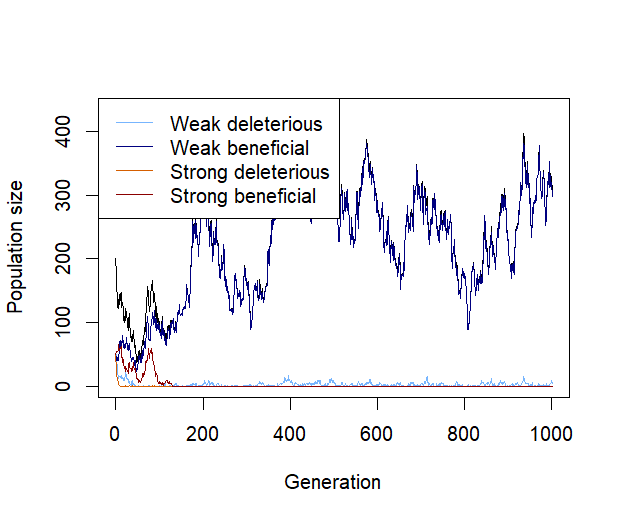 Weak deleterious
Weak beneficial
Strong deleterious
Strong beneficial
Population size
400
300
200
100
0
0 200 400 600 800 1000
Generation